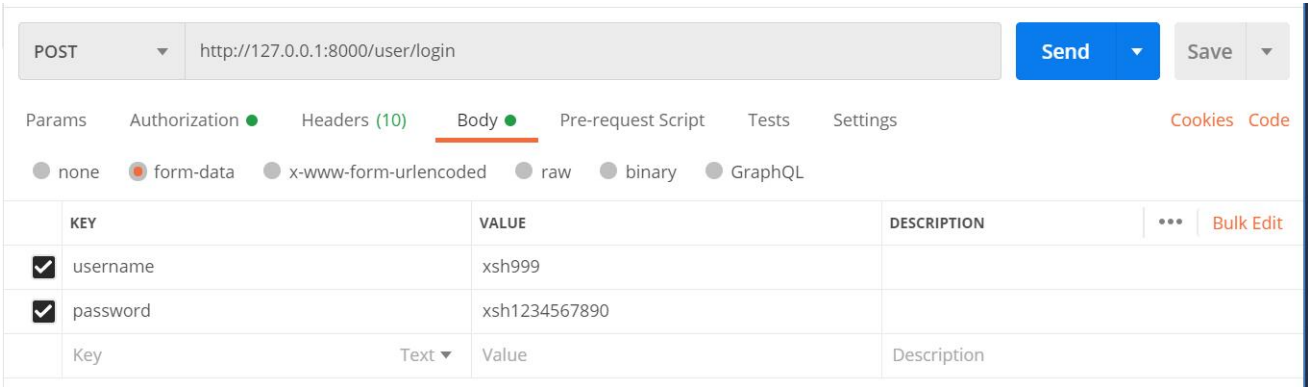 POST http://127.0.0.1:8000/user/login Send Save
Params Authorization Headers (10) Body Pre-request Script Tests Settings Cookies Code
none form-data x-www-form-urlencoded raw binary GraphQL
KEY VALUE DESCRIPTION ••• Bulk Edit
username xsh999
password xsh1234567890
Key Text Value Description